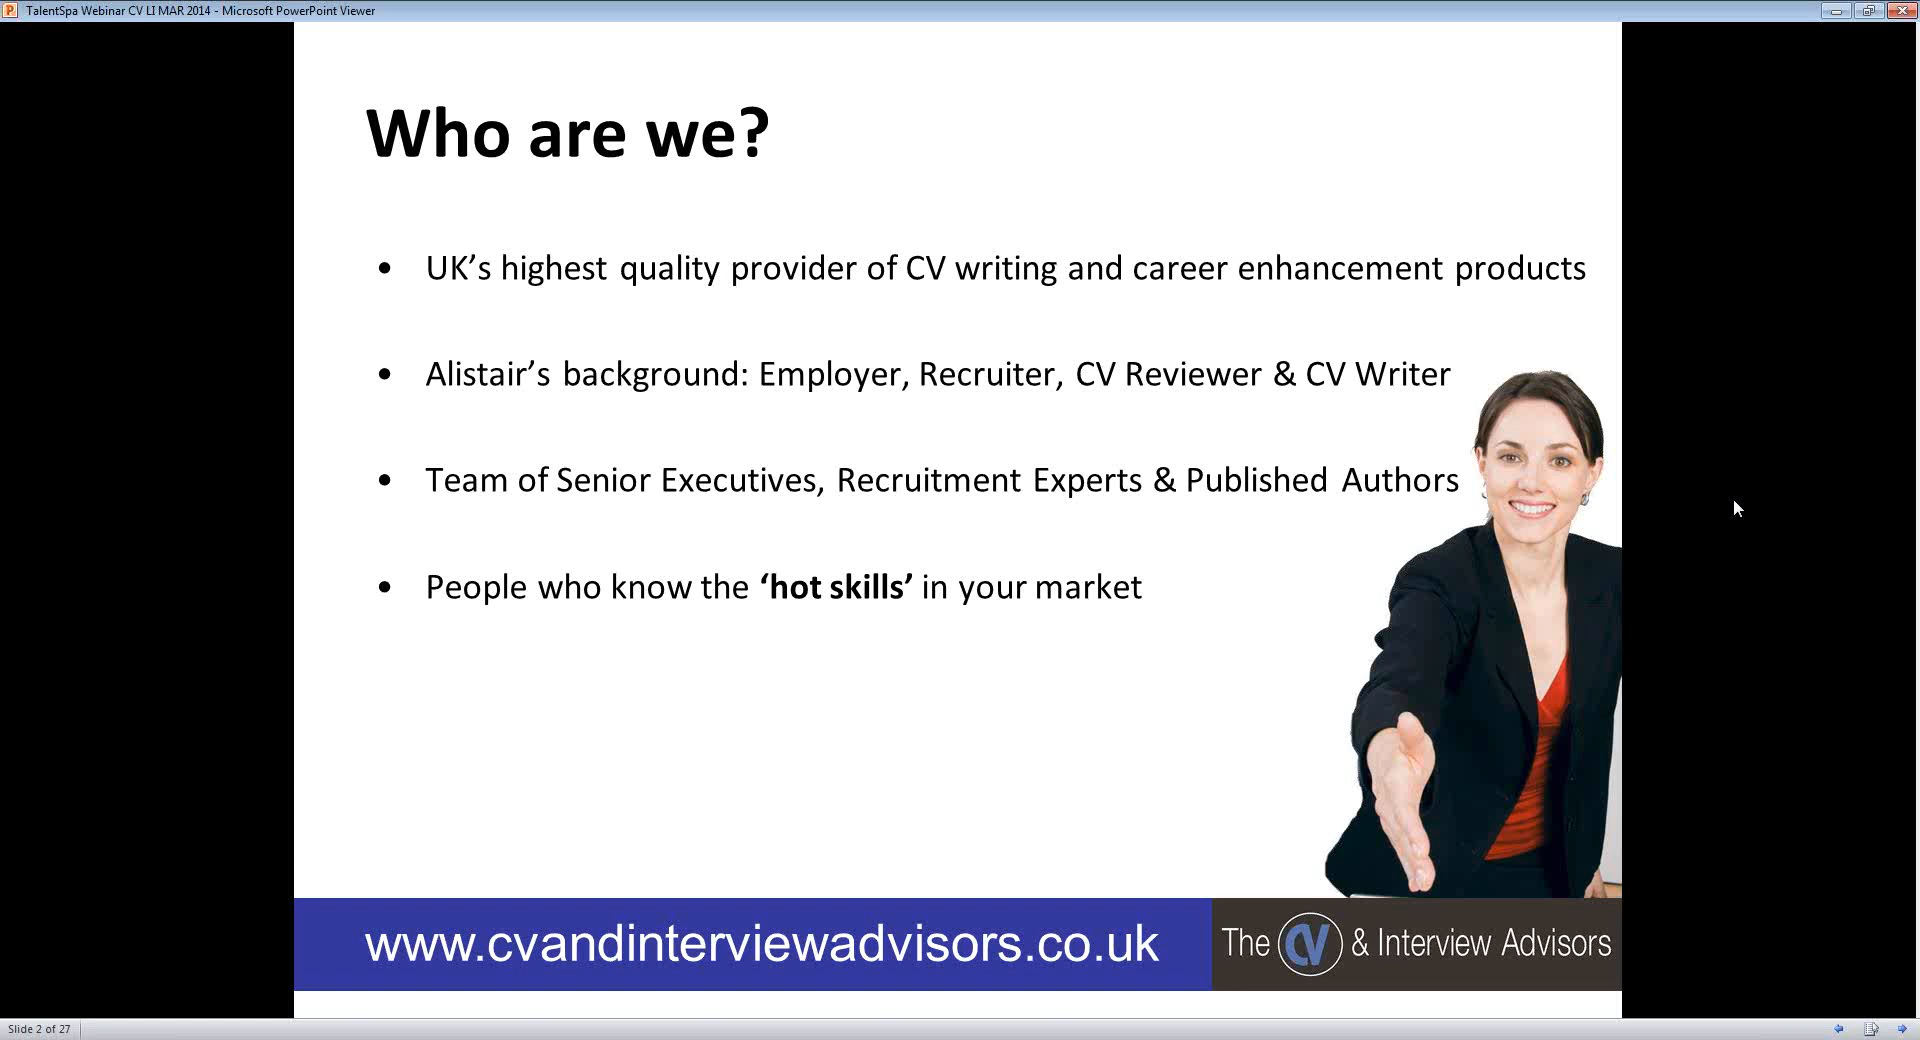 TalentSpa Webinar CV LI MAR 2014 - Microsoft PowerPoint Viewer
Who are we?
• UK’s highest quality provider of CV writing and career enhancement products
• Alistair’s background: Employer, Recruiter, CV Reviewer & CV Writer
• Team of Senior Executives, Recruitment Experts & Published Authors
• People who know the ‘hot skills’ in your market
www.cvandinterviewadvisors.co.uk
The CV & Interview Advisors
Slide 2 of 27